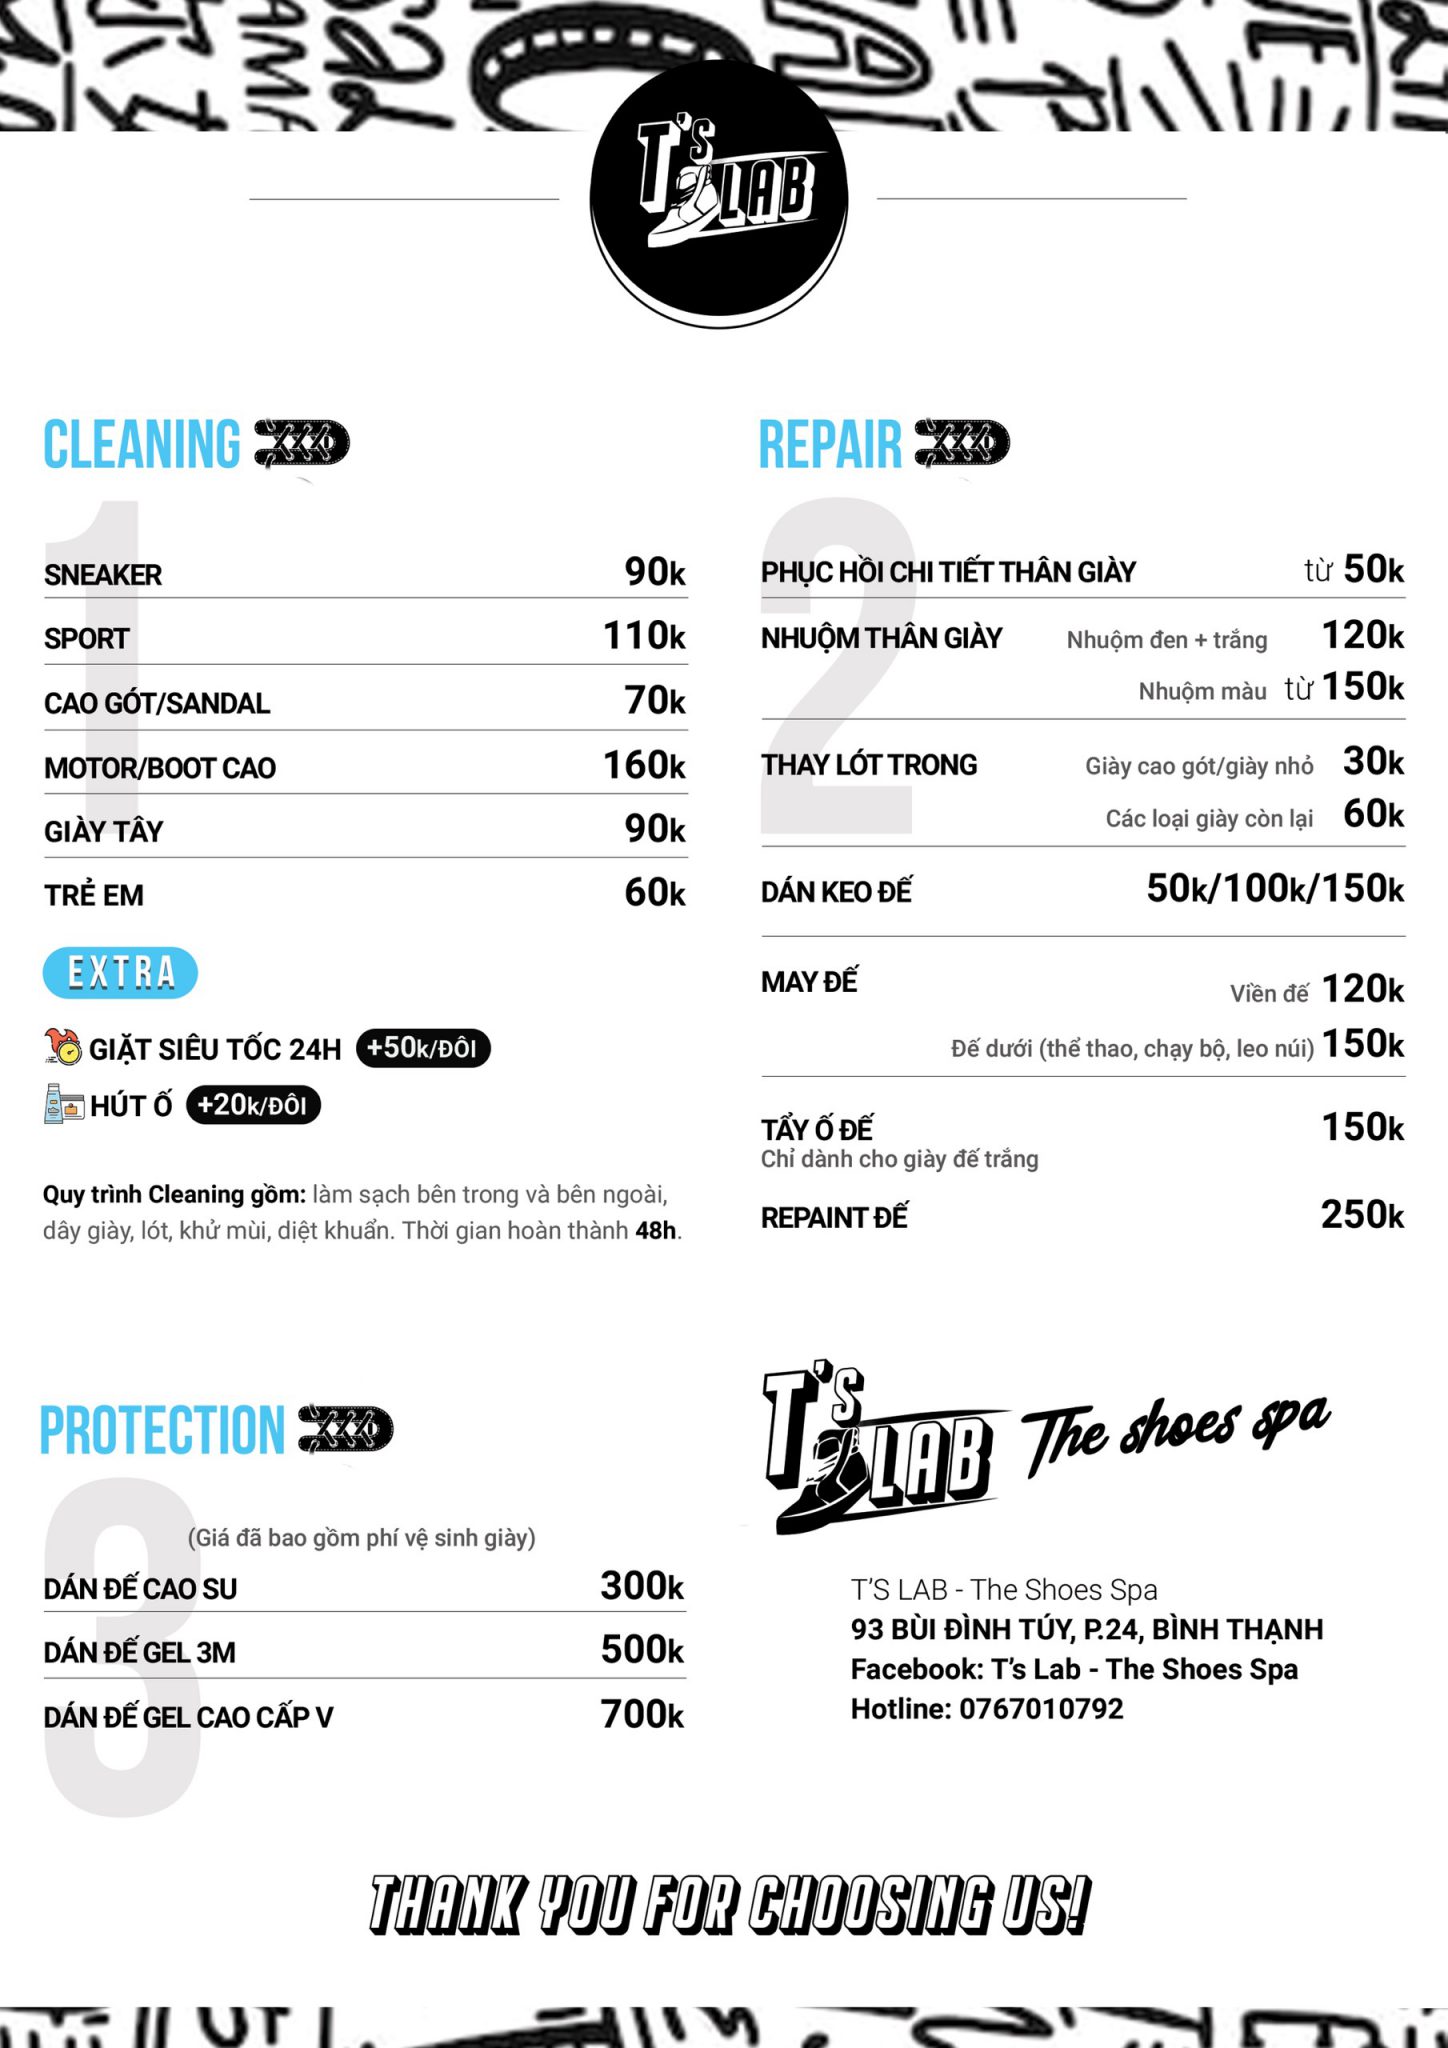 T's LAB
CLEANING
SNEAKER 90k
SPORT 110k
CAO GÓT/SANDAL 70k
MOTOR/BOOT CAO 160k
GIÀY TÂY 90k
TRẺ EM 60k
EXTRA
GIẶT SIÊU TỐC 24H +50k/ĐÔI
HÚT Ố +20k/ĐÔI
Quy trình Cleaning gồm: làm sạch bên trong và bên ngoài,
dây giày, lót, khử mùi, diệt khuẩn. Thời gian hoàn thành 48h.
REPAIR
PHỤC HỒI CHI TIẾT THÂN GIÀY từ 50k
NHUỘM THÂN GIÀY Nhuộm đen + trắng 120k
Nhuộm màu từ 150k
THAY LÓT TRONG Giày cao gót/giày nhỏ 30k
Các loại giày còn lại 60k
DÁN KEO ĐẾ 50k/100k/150k
MAY ĐẾ Viền đế 120k
Đế dưới (thể thao, chạy bộ, leo núi) 150k
TẨY Ố ĐẾ 150k
Chỉ dành cho giày đế trắng
REPAINT ĐẾ 250k
PROTECTION
(Giá đã bao gồm phí vệ sinh giày)
DÁN ĐẾ CAO SU 300k
DÁN ĐẾ GEL 3M 500k
DÁN ĐẾ GEL CAO CẤP V 700k
1
2
3
T's LAB The shoes spa
T'S LAB - The Shoes Spa
93 BÙI ĐÌNH TÚY, P.24, BÌNH THẠNH
Facebook: T's Lab - The Shoes Spa
Hotline: 0767010792
THANK YOU FOR CHOOSING US!